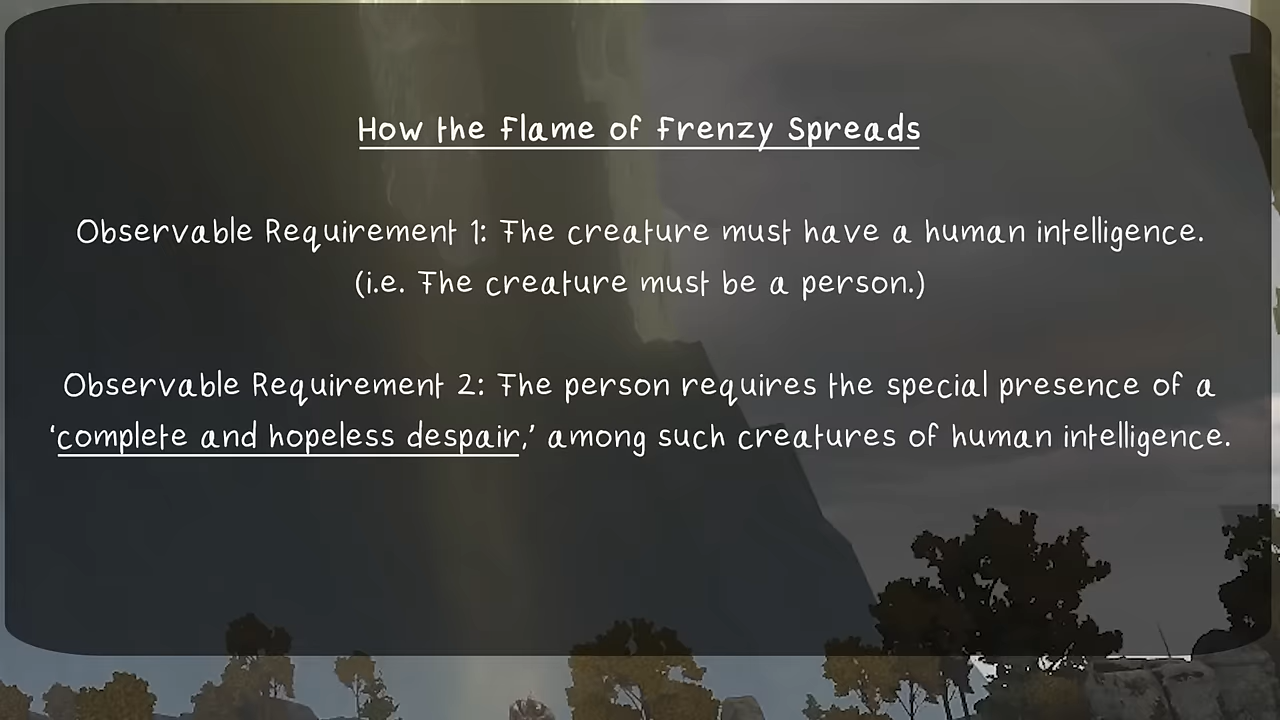 How the Flame of Frenzy Spreads
Observable Requirement 1: The creature must have a human intelligence.
(i.e. The creature must be a person.)
Observable Requirement 2: The person requires the special presence of a
‘complete and hopeless despair,’ among such creatures of human intelligence.